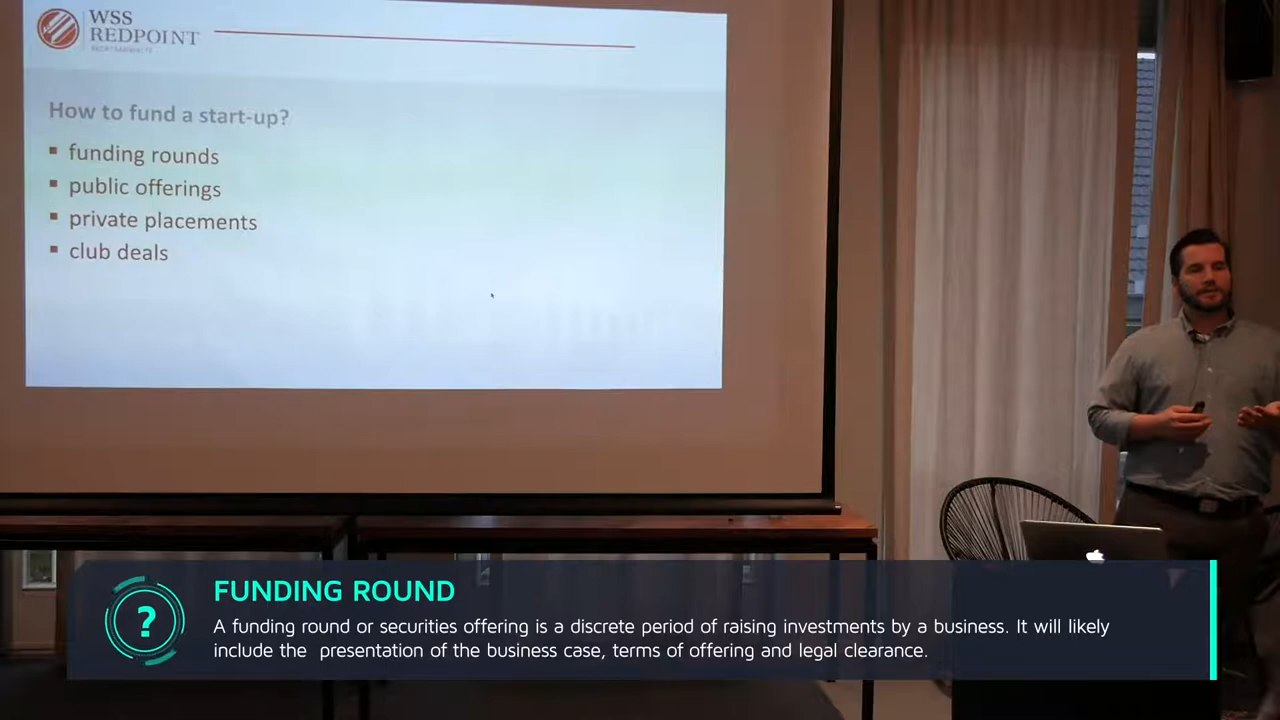 WSS
REDPOINT
How to fund a start-up?
▪ funding rounds
▪ public offerings
▪ private placements
▪ club deals
?
FUNDING ROUND
A funding round or securities offering is a discrete period of raising investments by a business. It will likely
include the presentation of the business case, terms of offering and legal clearance.